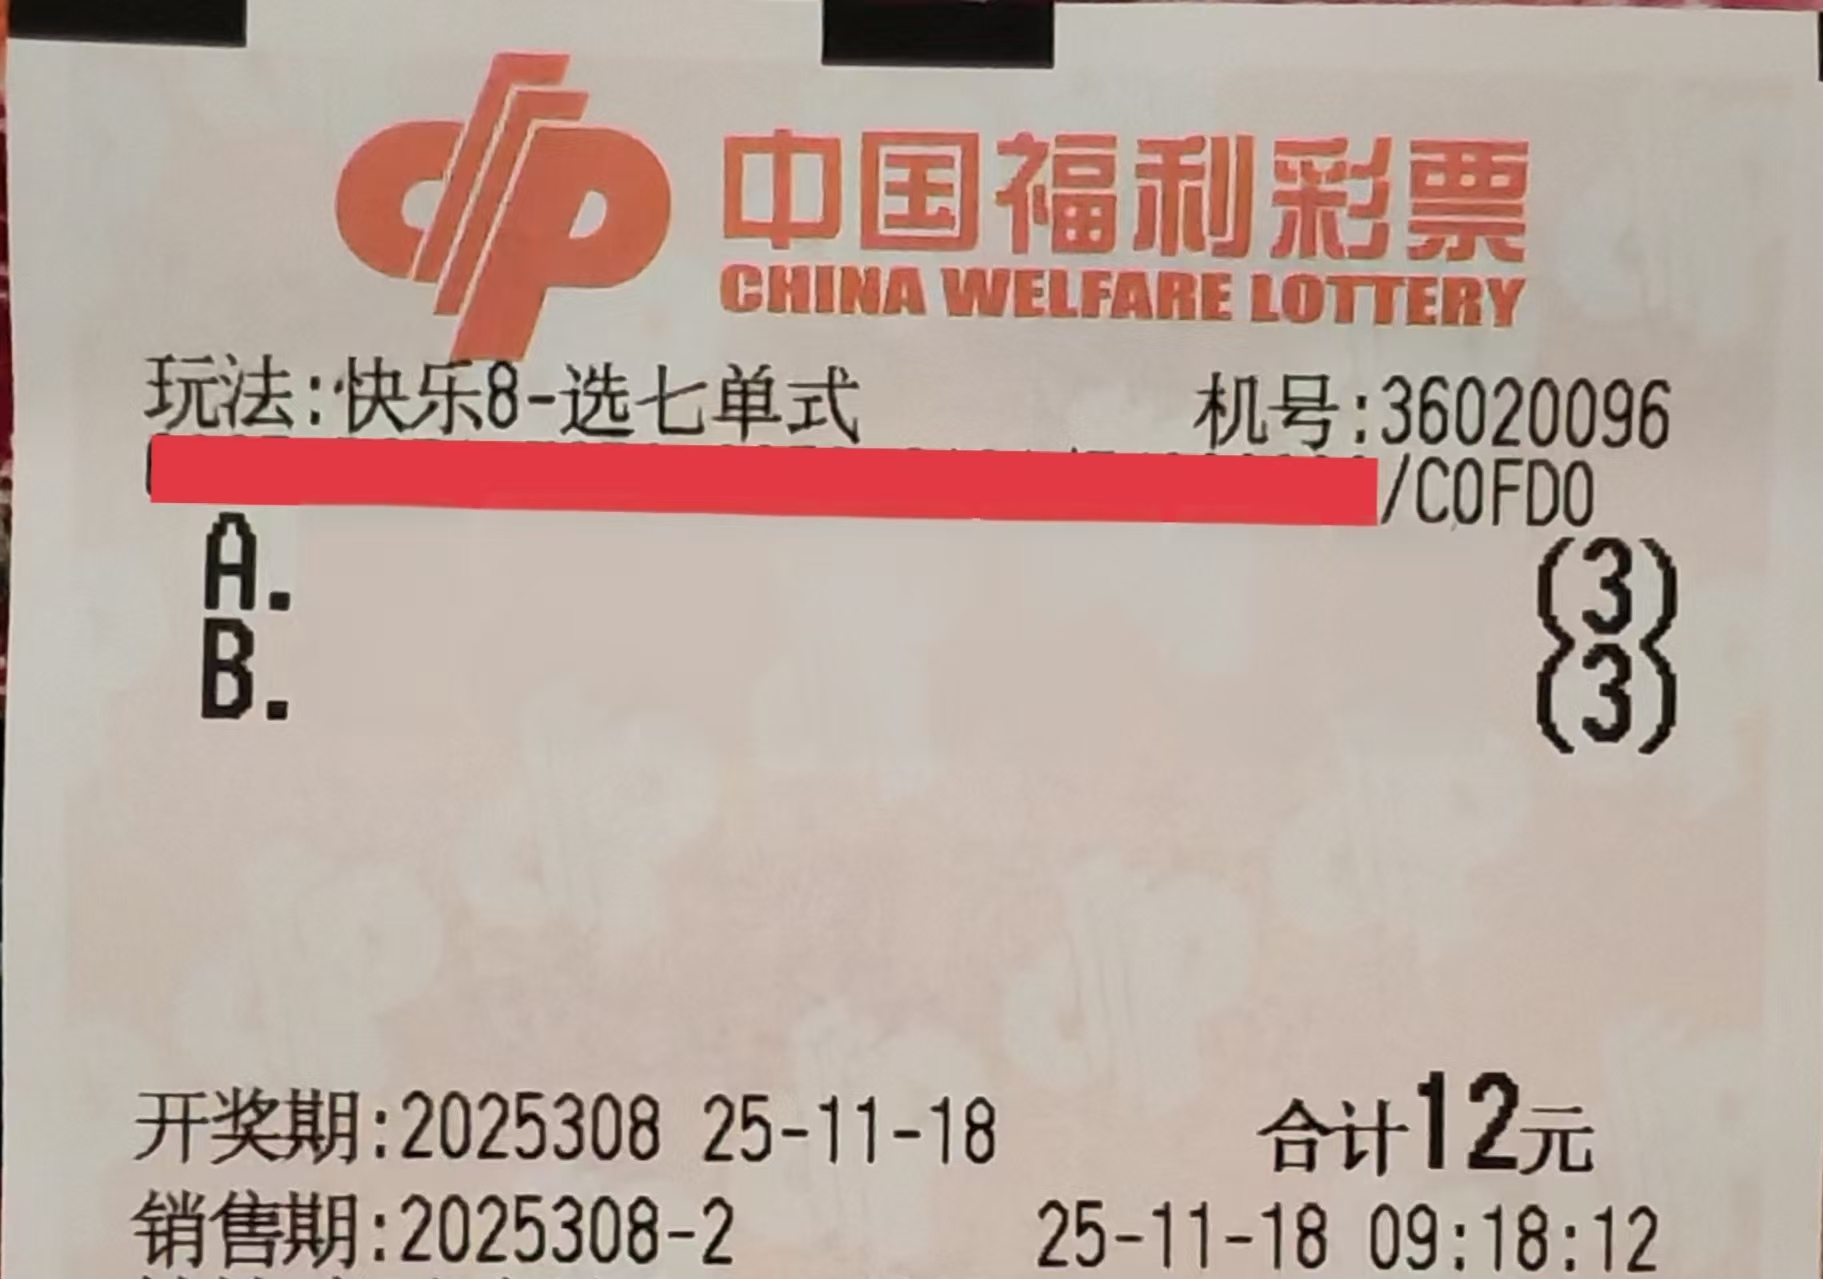 中国福利彩票
CHINA WELFARE LOTTERY
玩法:快乐8-选七单式 机号:36020096
/C0FD0
A. (3)
B. (3)
开奖期:2025308 25-11-18 合计12元
销售期:2025308-2 25-11-18 09:18:12